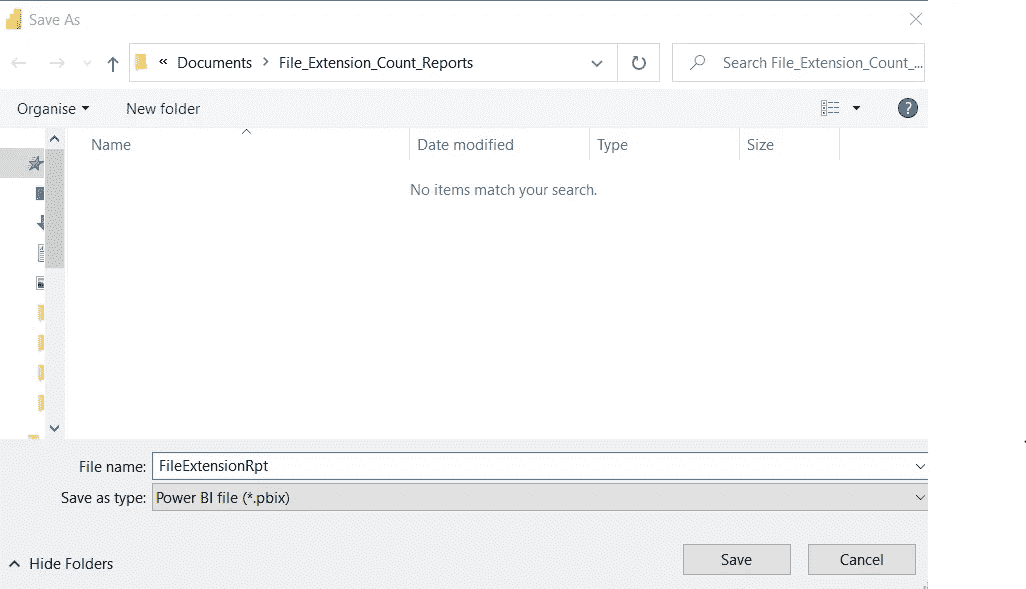 Save As
« Documents > File_Extension_Count_Reports
Search File_Extension_Count_...
Organise New folder
?
Name Date modified Type Size
No items match your search.
File name: FileExtensionRpt
Save as type: Power BI file (*.pbix)
Hide Folders Save Cancel